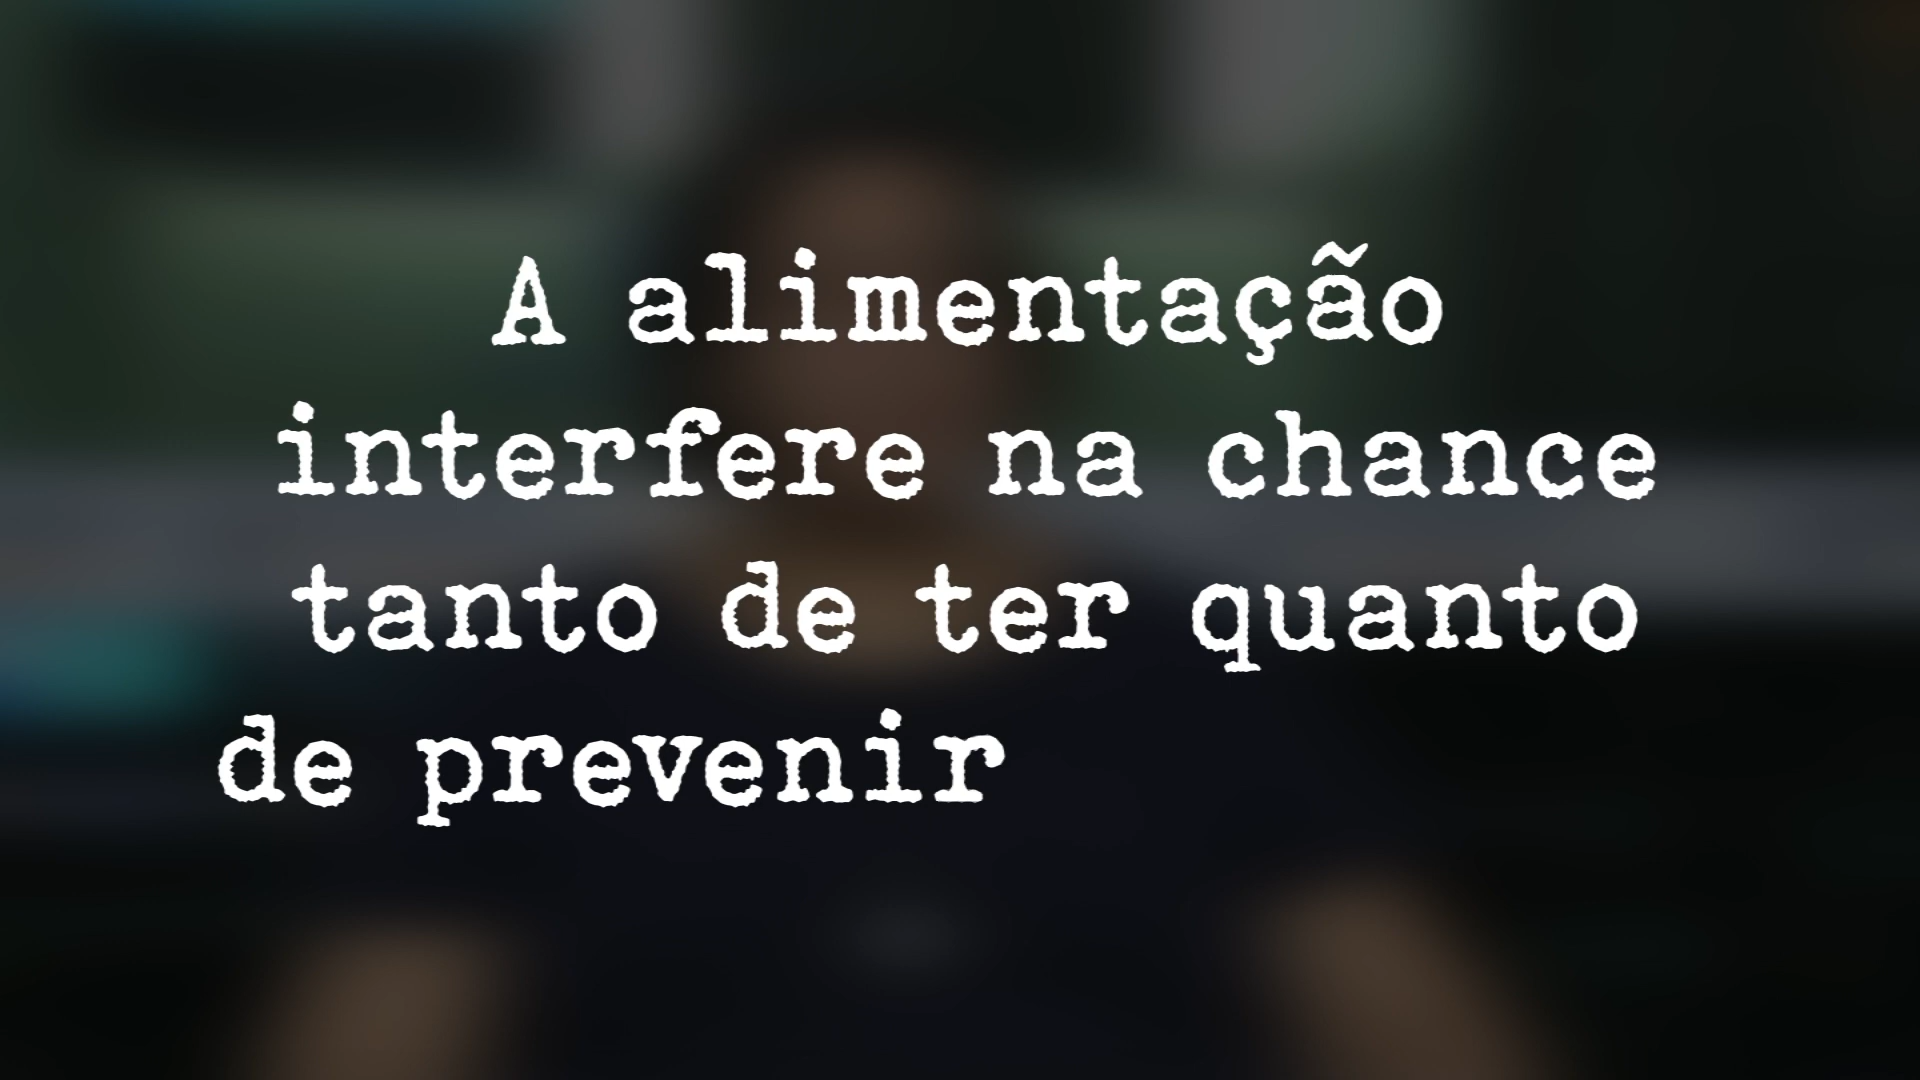 A alimentação
interfere na chance
tanto de ter quanto
de prevenir